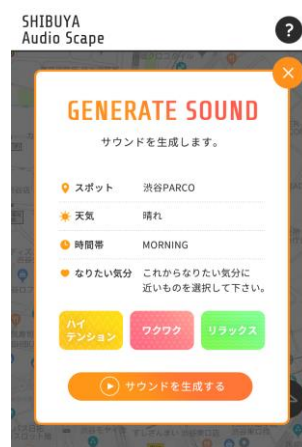 SHIBUYA
Audio Scape
?
GENERATE SOUND
サウンドを生成します。
スポット 渋谷PARCO
天気 晴れ
時間帯 MORNING
なりたい気分 これからなりたい気分に
近いものを選択して下さい。
ハイ
テンション
ワクワク
リラックス
サウンドを生成する